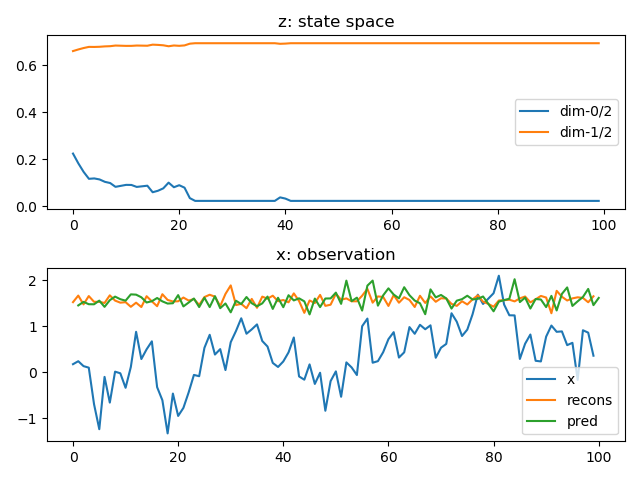 z: state space
0.6
0.4
0.2
0.0
dim-0/2
dim-1/2
0 20 40 60 80 100
x: observation
2
1
0
−1
x
recons
pred
0 20 40 60 80 100